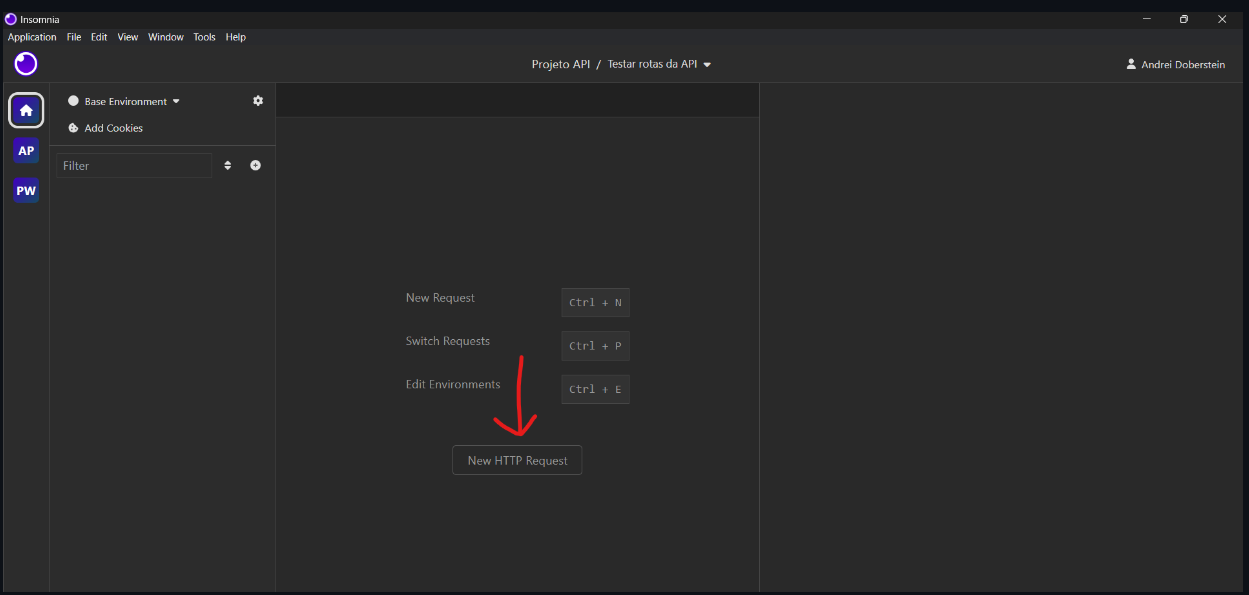 Insomnia
Application File Edit View Window Tools Help
Projeto API / Testar rotas da API
Andrei Doberstein
Base Environment
Add Cookies
AP
Filter
PW
New Request Ctrl + N
Switch Requests Ctrl + P
Edit Environments Ctrl + E
New HTTP Request